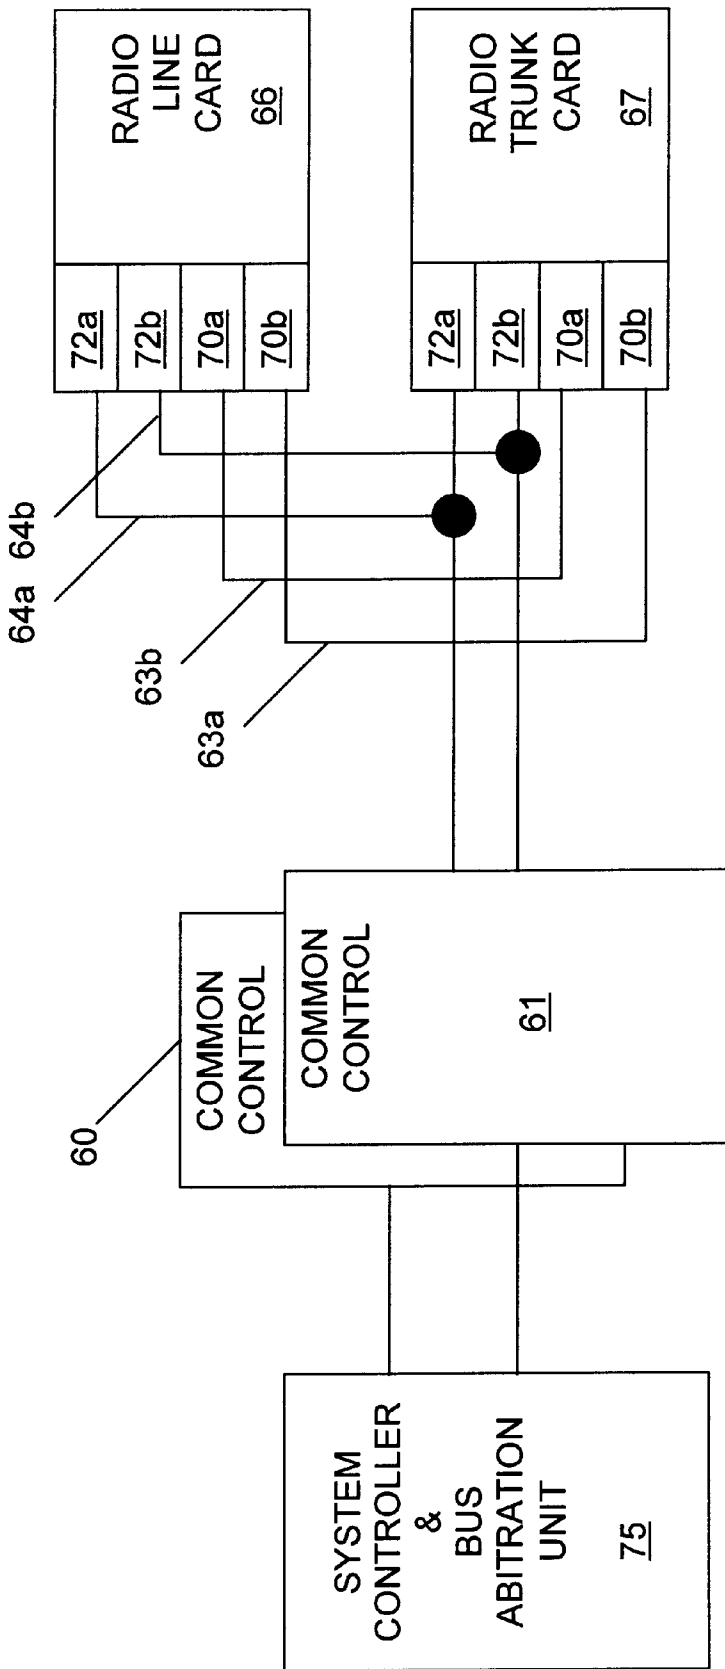 SYSTEM
CONTROLLER
&
BUS
ABITRATION
UNIT
75
60
COMMON
CONTROL
COMMON
CONTROL
61
63a
63b
64a
64b
72a
72b
70a
70b
RADIO
LINE
CARD
66
72a
72b
70a
70b
RADIO
TRUNK
CARD
67